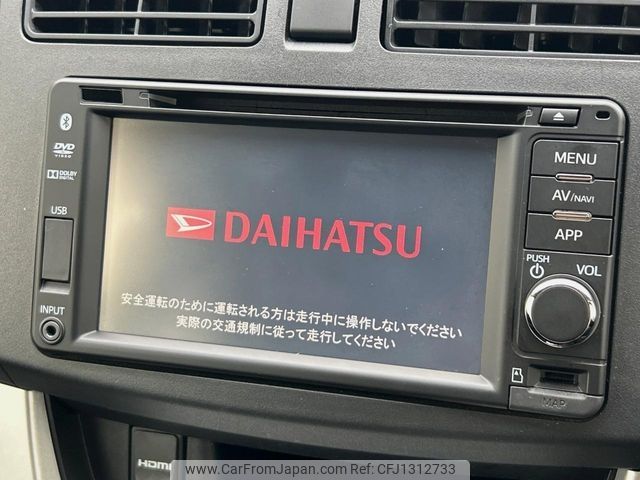 DVD
VIDEO
DOLBY
DIGITAL
USB
INPUT
DAIHATSU
安全運転のために運転される方は走行中に操作しないでください
実際の交通規制に従って走行してください
MENU
AV/NAVI
APP
PUSH
VOL
MAP
HDMI
www.CarFromJapan.com - CFJ1312733